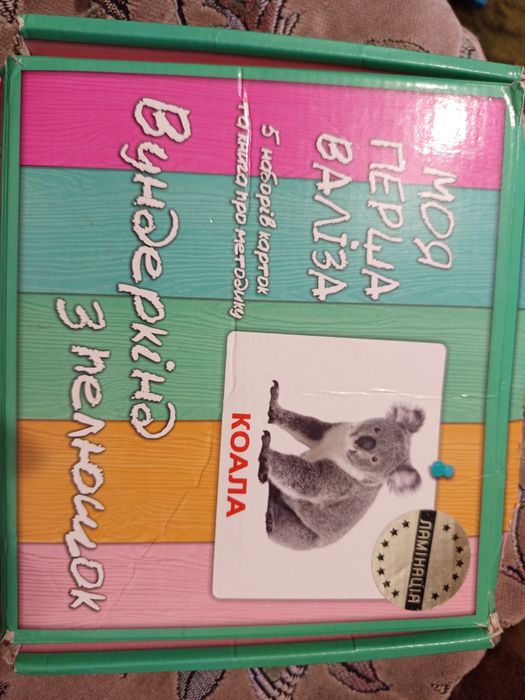 МОЯ
ПЕРША
ВАЛІЗА
5 наборів карток
та книга про методику
Вундеркінд
з пелюшок
КОАЛА
ЛАМІНАЦІЯ